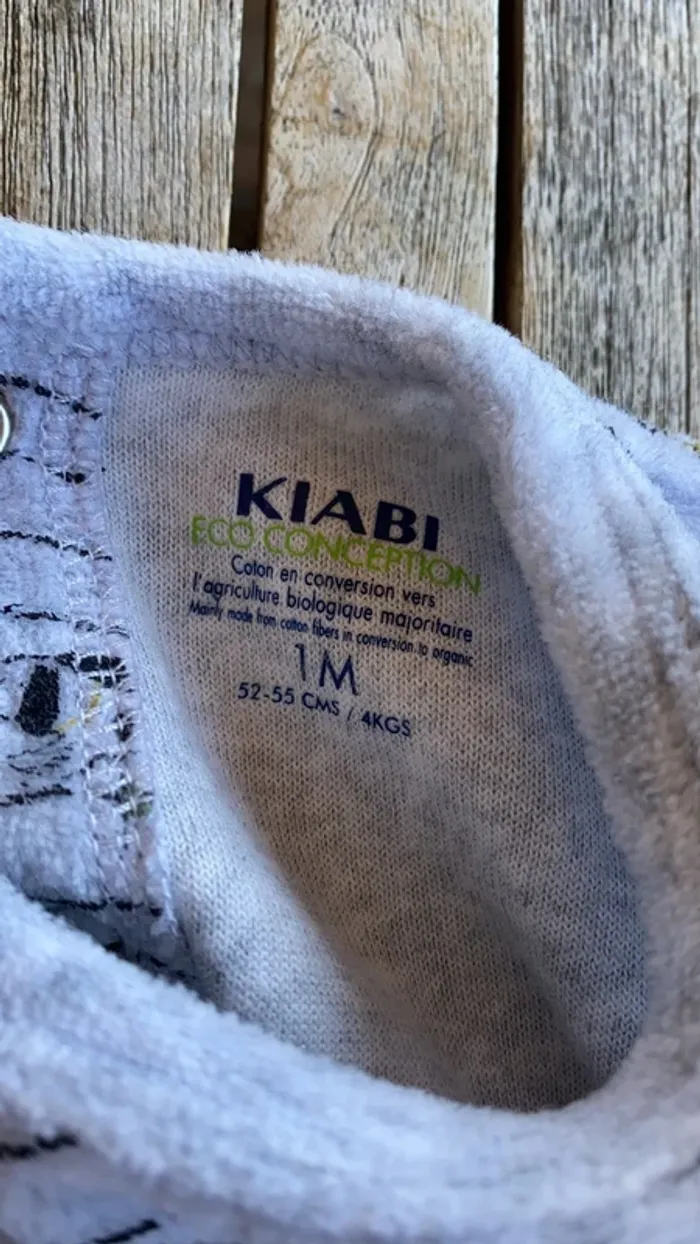 KIABI
ECO CONCEPTION
Coton en conversion vers
l'agriculture biologique majoritaire
Mainly made from cotton fibers in conversion to organic
1M
52-55 CMS / 4KGS